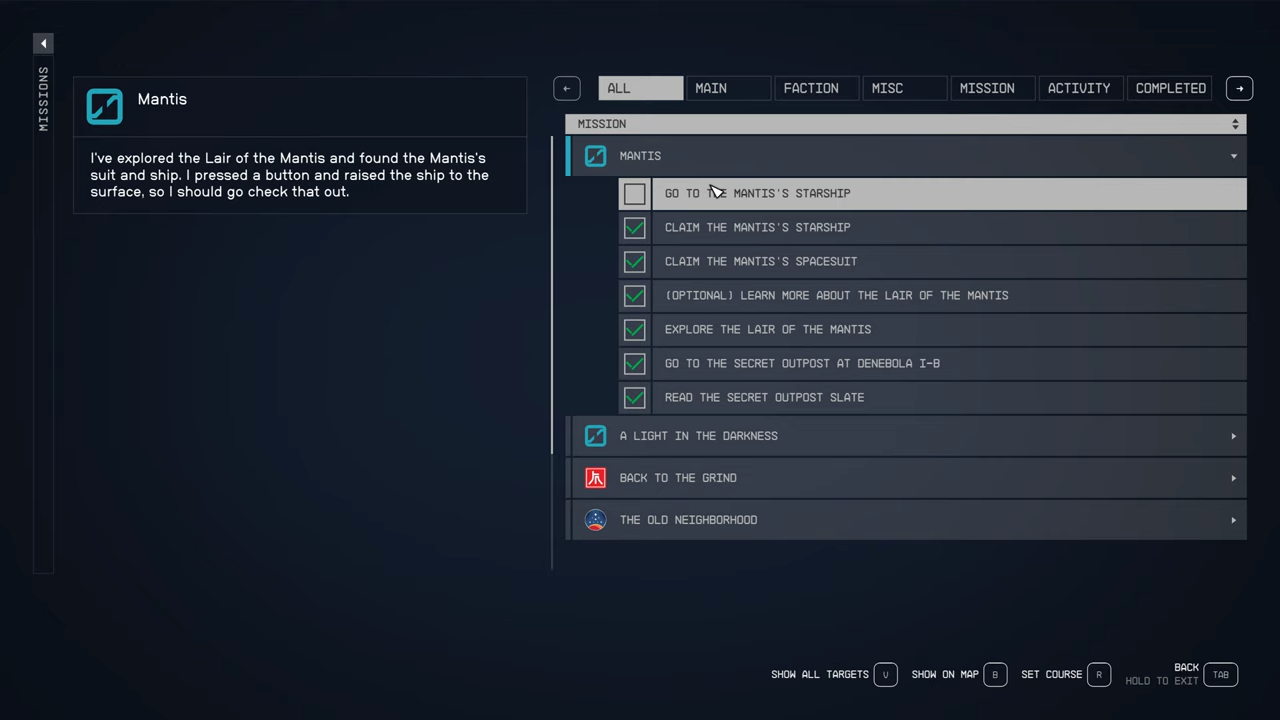 MISSIONS
Mantis
I've explored the Lair of the Mantis and found the Mantis's
suit and ship. I pressed a button and raised the ship to the
surface, so I should go check that out.
ALL MAIN FACTION MISC MISSION ACTIVITY COMPLETED
MISSION
MANTIS
GO TO THE MANTIS'S STARSHIP
CLAIM THE MANTIS'S STARSHIP
CLAIM THE MANTIS'S SPACESUIT
(OPTIONAL) LEARN MORE ABOUT THE LAIR OF THE MANTIS
EXPLORE THE LAIR OF THE MANTIS
GO TO THE SECRET OUTPOST AT DENEBOLA I-B
READ THE SECRET OUTPOST SLATE
A LIGHT IN THE DARKNESS
BACK TO THE GRIND
THE OLD NEIGHBORHOOD
SHOW ALL TARGETS V SHOW ON MAP B SET COURSE R BACK TAB
HOLD TO EXIT